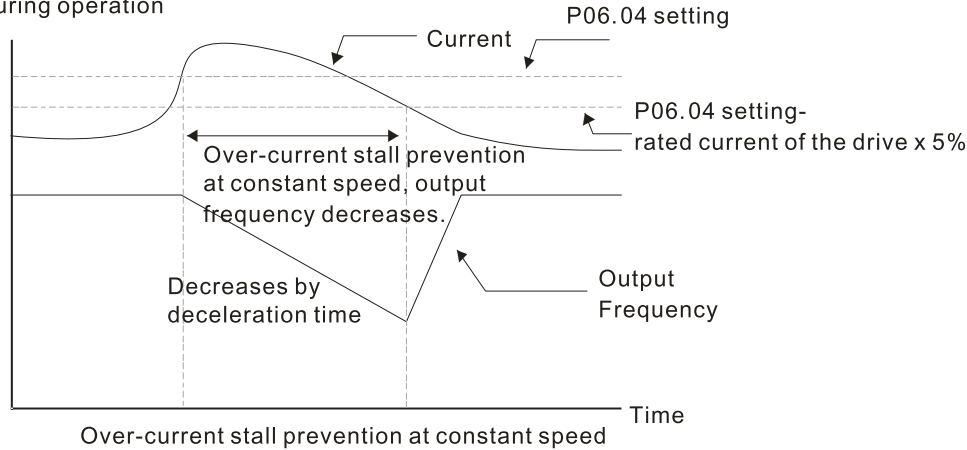 operation
P06.04 setting
Current
P06.04 setting-
rated current of the drive x 5%
Over-current stall prevention
at constant speed, output
frequency decreases.
Decreases by
deceleration time
Output
Frequency
Time
Over-current stall prevention at constant speed